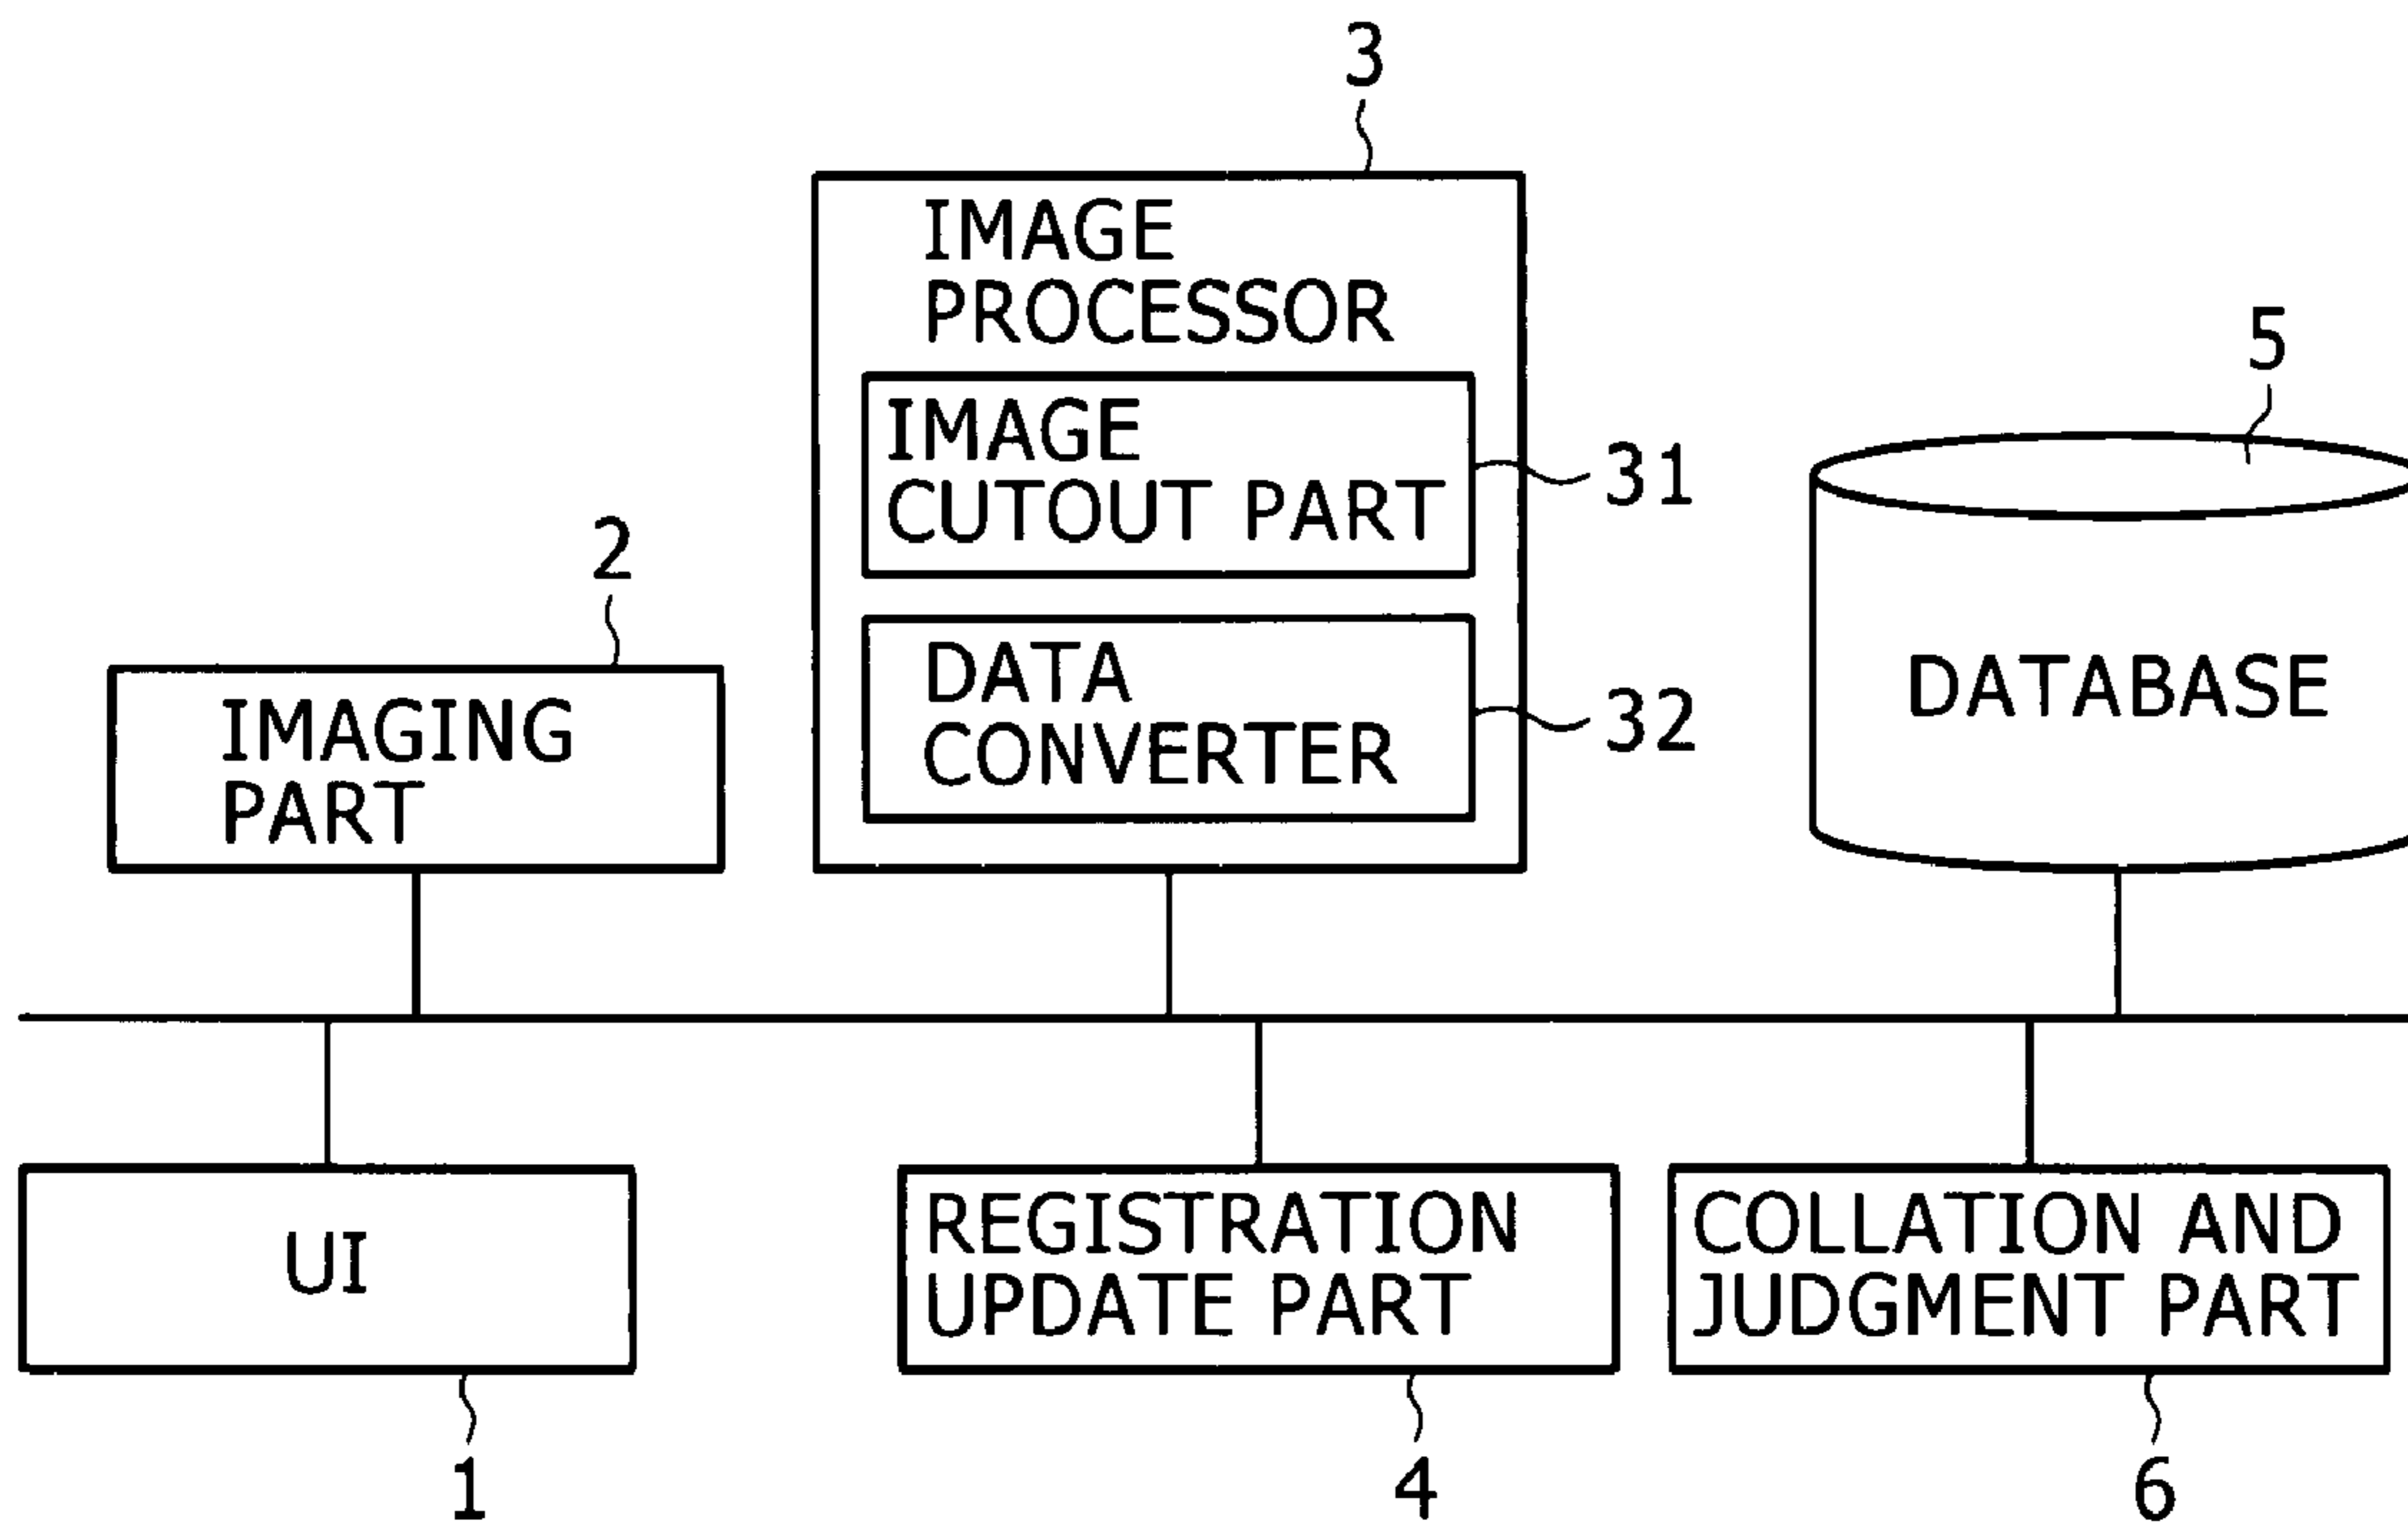 3
IMAGE
PROCESSOR
IMAGE
CUTOUT PART
31
DATA
CONVERTER
32
5
DATABASE
2
IMAGING
PART
UI
1
REGISTRATION
UPDATE PART
4
COLLATION AND
JUDGMENT PART
6